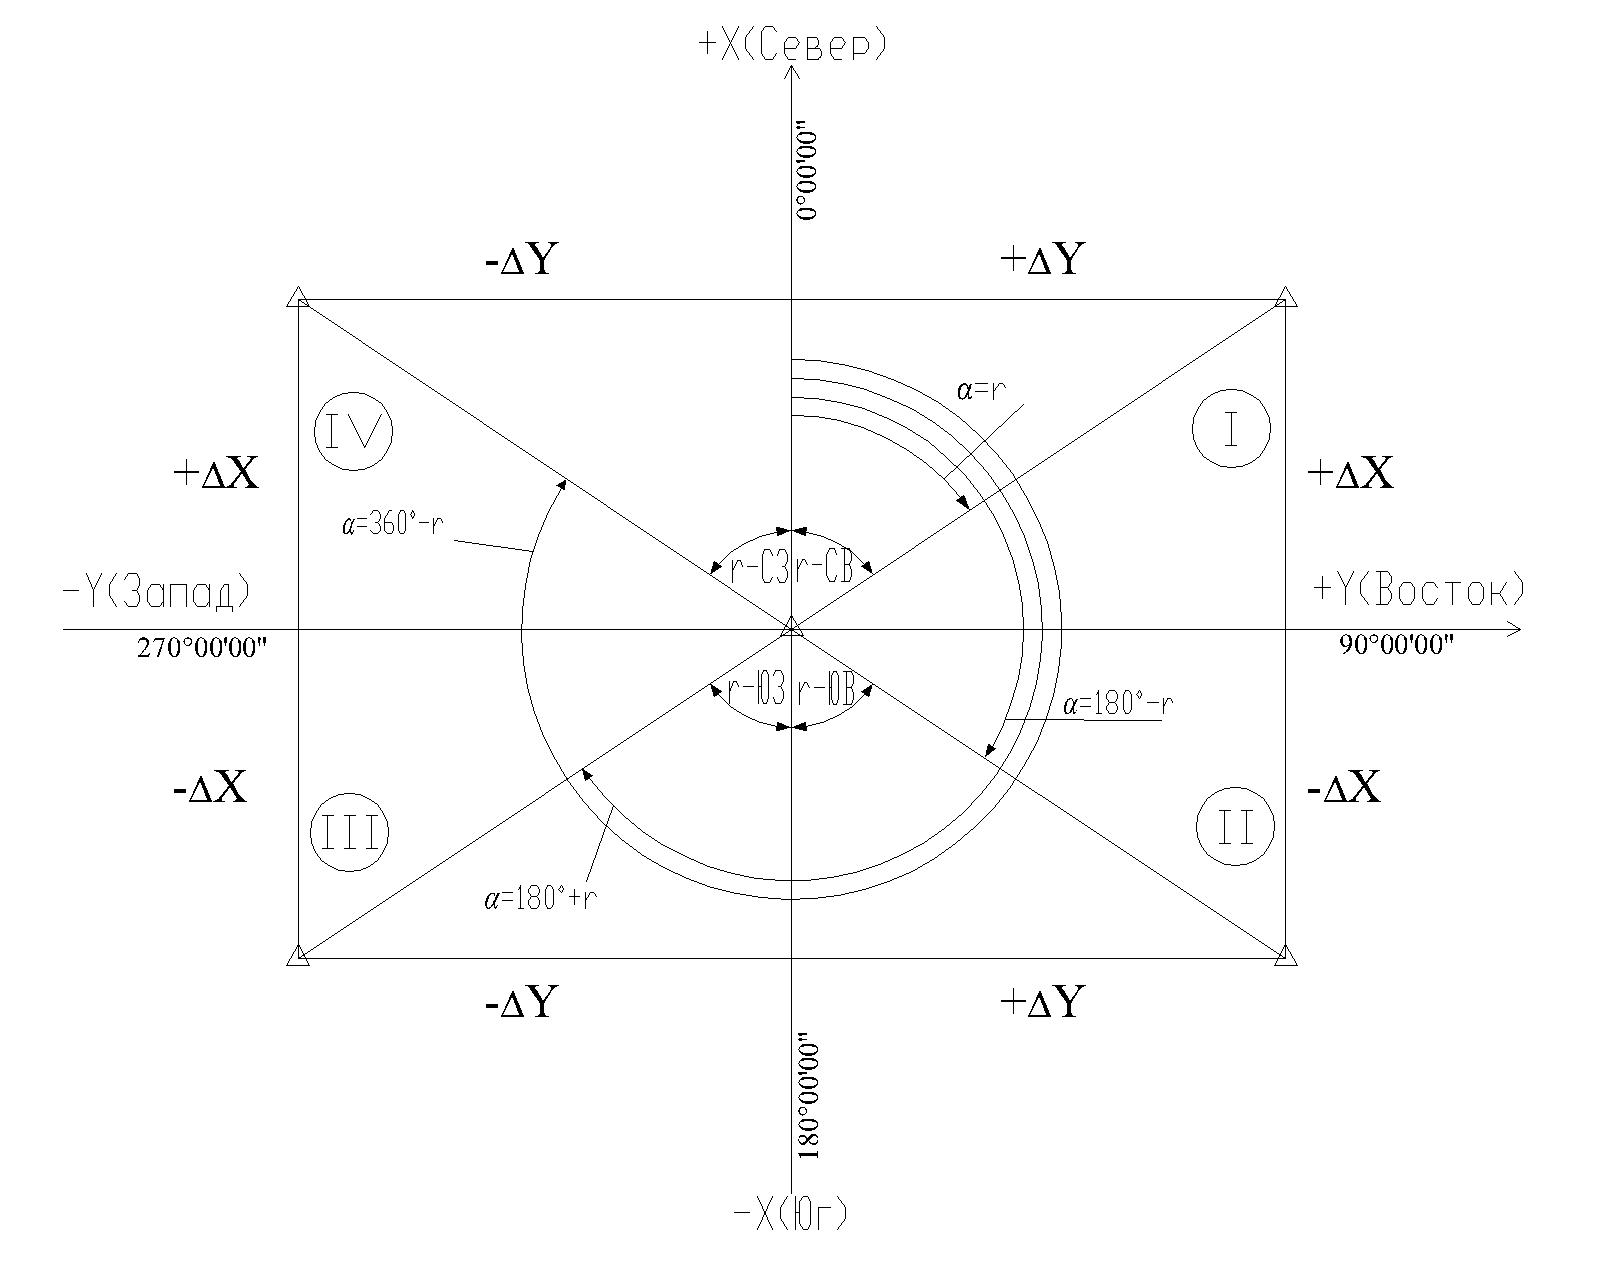 +X(Север)
0°00'00"
-ΔY
+ΔY
α=r
IV
I
+ΔX
+ΔX
α=360°-r
r-СЗ
r-СВ
-Y(Запад)
+Y(Восток)
270°00'00"
90°00'00"
r-ЮЗ
r-ЮВ
α=180°-r
-ΔX
-ΔX
III
II
α=180°+r
-ΔY
+ΔY
180°00'00"
-X(Юг)